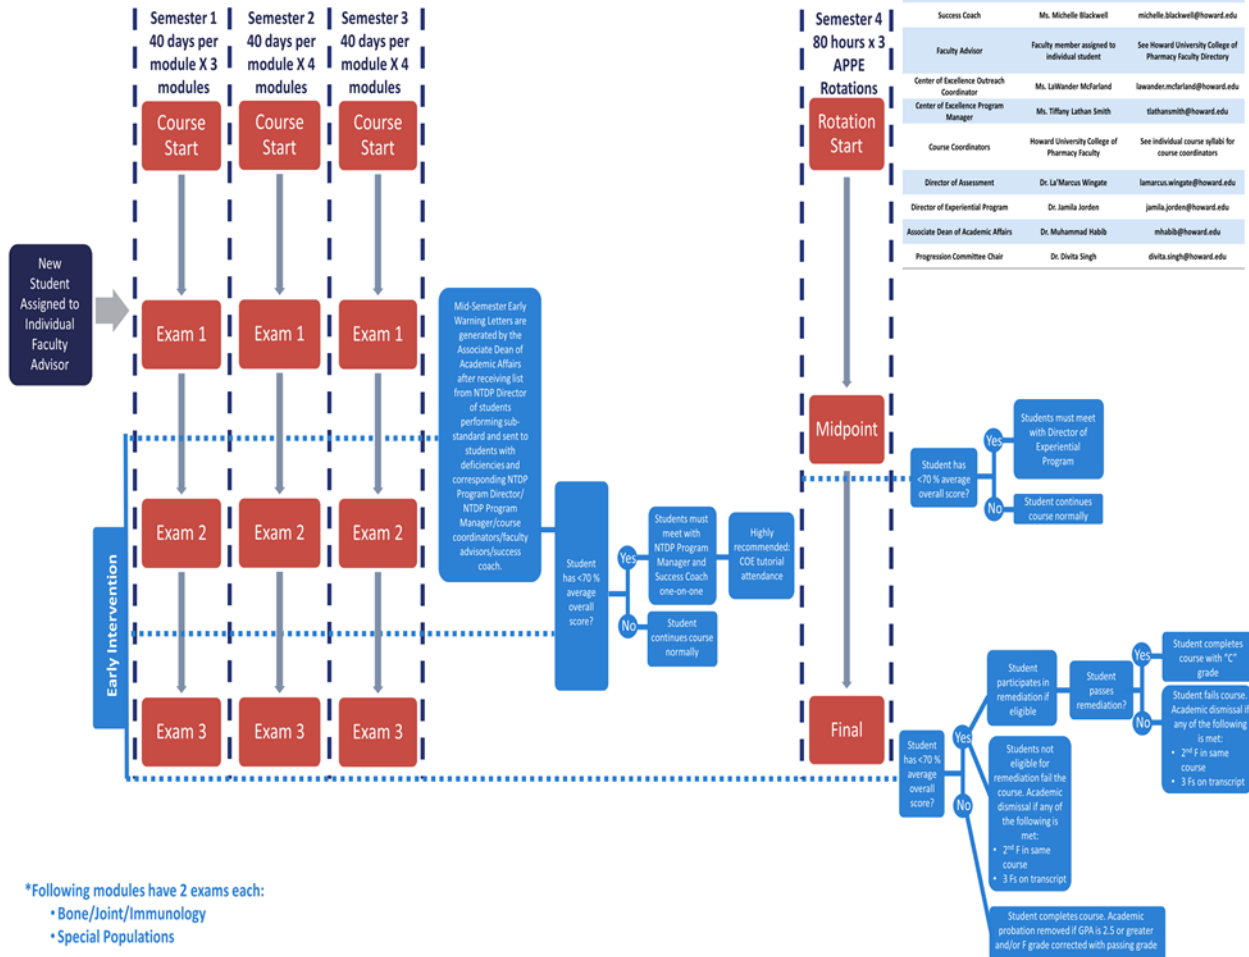 Semester 1
40 days per
module X 3
modules
Semester 2
40 days per
module X 4
modules
Semester 3
40 days per
module X 4
modules
Semester 4
80 hours x 3
APPE
Rotations
Success Coach
Ms. Michelle Blackwell
michelle.blackwell@howard.edu
Faculty Advisor
Faculty member assigned to
individual student
See Howard University College of
Pharmacy Faculty Directory
Center of Excellence Outreach
Coordinator
Ms. LaWander McFarland
lawander.mcfarland@howard.edu
Center of Excellence Program
Manager
Ms. Tiffany Lathan Smith
tlathansmith@howard.edu
Course Coordinators
Howard University College of
Pharmacy Faculty
See individual course syllabi for
course coordinators
Director of Assessment
Dr. La'Marcus Wingate
lamarcus.wingate@howard.edu
Director of Experiential Program
Dr. Jamila Jorden
jamila.jorden@howard.edu
Associate Dean of Academic Affairs
Dr. Muhammad Habib
mhabib@howard.edu
Progression Committee Chair
Dr. Divita Singh
divita.singh@howard.edu
Course
Start
Course
Start
Course
Start
Rotation
Start
New
Student
Assigned to
Individual
Faculty
Advisor
Exam 1
Exam 1
Exam 1
Mid-Semester Early
Warning Letters are
generated by the
Associate Dean of
Academic Affairs
after receiving list
from NTDP Director
of students
performing sub-
standard and sent to
students with
deficiencies and
corresponding NTDP
Program Director/
NTDP Program
Manager/course
coordinators/faculty
advisors/success
coach.
Midpoint
Student has
<70 % average
overall score?
Yes
Students must meet
with Director of
Experiential
Program
No
Student continues
course normally
Early Intervention
Exam 2
Exam 2
Exam 2
Student
has <70 %
average
overall
score?
Yes
Students must
meet with
NTDP Program
Manager and
Success Coach
one-on-one
Highly
recommended:
COE tutorial
attendance
No
Student
continues course
normally
Exam 3
Exam 3
Exam 3
Final
Student
has <70 %
average
overall
score?
Yes
Student
participates in
remediation if
eligible
Student
passes
remediation?
Yes
Student completes
course with "C"
grade
No
Student fails course.
Academic dismissal if
any of the following
is met:
• 2nd F in same
course
• 3 Fs on transcript
Students not
eligible for
remediation fail the
course. Academic
dismissal if any of
the following is
met:
• 2nd F in same
course
• 3 Fs on transcript
No
Student completes course. Academic
probation removed if GPA is 2.5 or greater
and/or F grade corrected with passing grade
*Following modules have 2 exams each:
• Bone/Joint/Immunology
• Special Populations